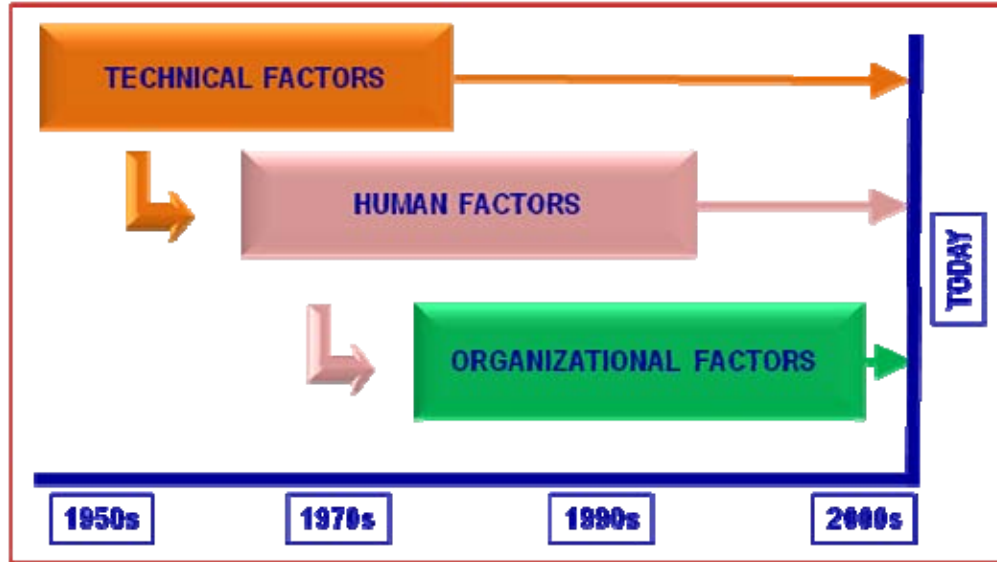 TECHNICAL FACTORS
HUMAN FACTORS
ORGANIZATIONAL FACTORS
TODAY
1950s
1970s
1990s
2000s